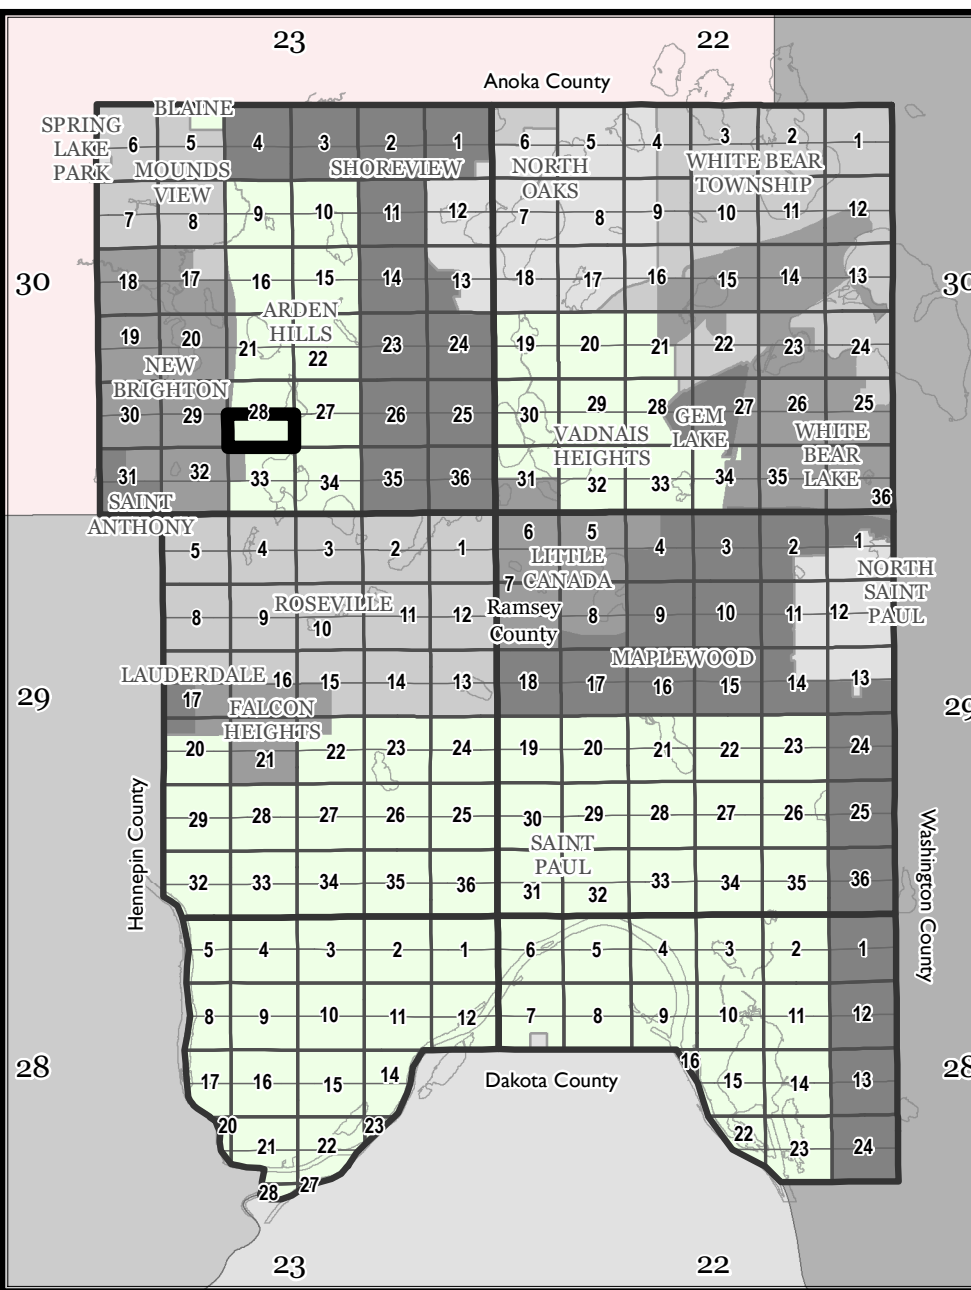 23 22
Anoka County
BLAINE
SPRING
LAKE
PARK
6 5 4 3 2 1 6 5 4 3 2 1
MOUNDS
VIEW
SHOREVIEW
NORTH
OAKS
WHITE BEAR
TOWNSHIP
7 8 9 10 11 12 7 8 9 10 11 12
30 18 17 16 15 14 13 18 17 16 15 14 13 30
ARDEN
HILLS
19 20 21 22 23 24 19 20 21 22 23 24
NEW
BRIGHTON
30 29 28 27 26 25 30 29 28 27 26 25
GEM
LAKE
VADNAIS
HEIGHTS
WHITE
BEAR
LAKE
31 32 33 34 35 36 31 32 33 34 35 36
SAINT
ANTHONY
5 4 3 2 1 6 5 4 3 2 1
LITTLE
CANADA
NORTH
SAINT
PAUL
8 9 10 11 12 7 8 9 10 11 12
ROSEVILLE
Ramsey
County
MAPLEWOOD
LAUDERDALE
29 17 16 15 14 13 18 17 16 15 14 13 29
FALCON
HEIGHTS
20 21 22 23 24 19 20 21 22 23 24
29 28 27 26 25 30 29 28 27 26 25
SAINT
PAUL
32 33 34 35 36 31 32 33 34 35 36
Hennepin County
Washington County
5 4 3 2 1 6 5 4 3 2 1
8 9 10 11 12 7 8 9 10 11 12
28 17 16 15 14 16 15 14 13 28
Dakota County
20 21 22 23 22 23 24
28 27
23 22